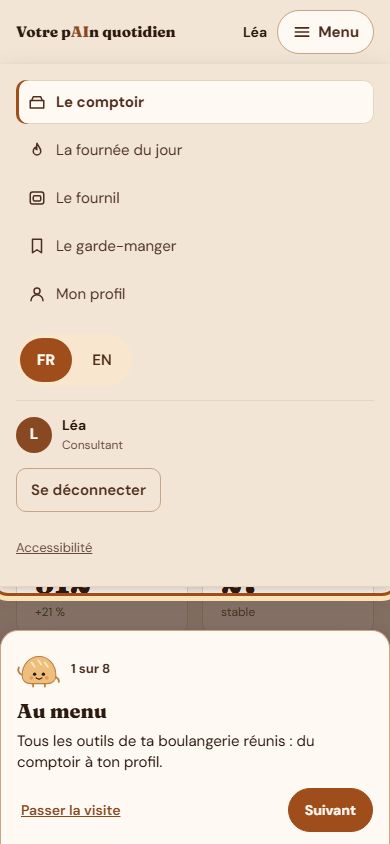 Votre pAIn quotidien
Léa
Menu
Le comptoir
La fournée du jour
Le fournil
Le garde-manger
Mon profil
FR
EN
L
Léa
Consultant
Se déconnecter
Accessibilité
+21 %
stable
1 sur 8
Au menu
Tous les outils de ta boulangerie réunis : du
comptoir à ton profil.
Passer la visite
Suivant